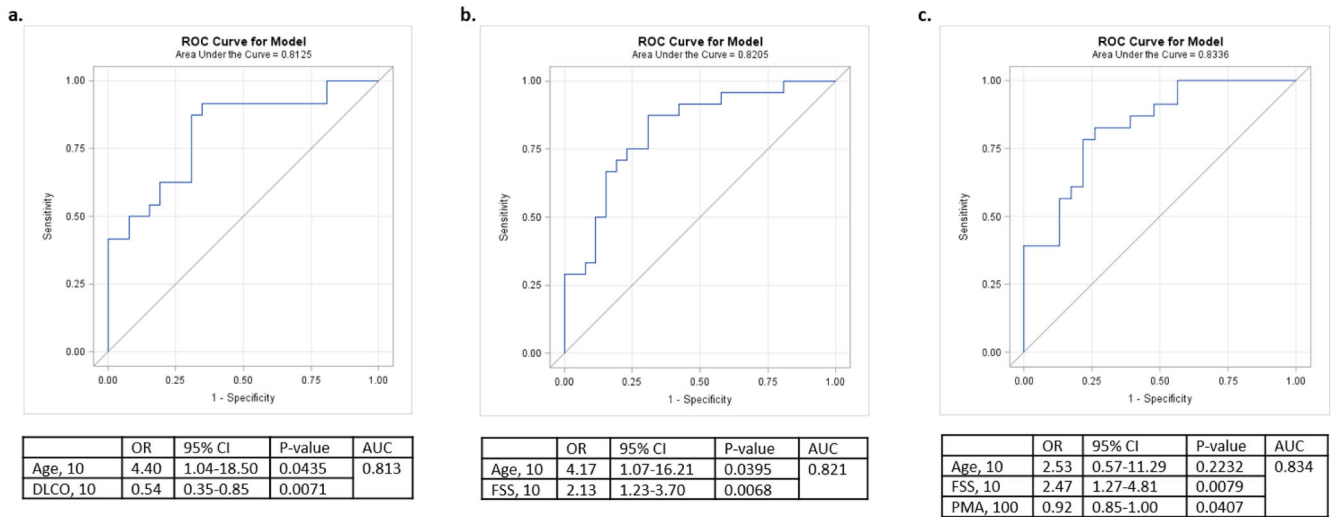 a.
ROC Curve for Model
Area Under the Curve = 0.8125
1.00
0.75
0.50
0.25
0.00
Sensitivity
0.00 0.25 0.50 0.75 1.00
1 - Specificity
OR 95% CI P-value AUC
Age, 10 4.40 1.04-18.50 0.0435 0.813
DLCO, 10 0.54 0.35-0.85 0.0071
b.
ROC Curve for Model
Area Under the Curve = 0.8205
1.00
0.75
0.50
0.25
0.00
Sensitivity
0.00 0.25 0.50 0.75 1.00
1 - Specificity
OR 95% CI P-value AUC
Age, 10 4.17 1.07-16.21 0.0395 0.821
FSS, 10 2.13 1.23-3.70 0.0068
c.
ROC Curve for Model
Area Under the Curve = 0.8336
1.00
0.75
0.50
0.25
0.00
Sensitivity
0.00 0.25 0.50 0.75 1.00
1 - Specificity
OR 95% CI P-value AUC
Age, 10 2.53 0.57-11.29 0.2232 0.834
FSS, 10 2.47 1.27-4.81 0.0079
PMA, 100 0.92 0.85-1.00 0.0407